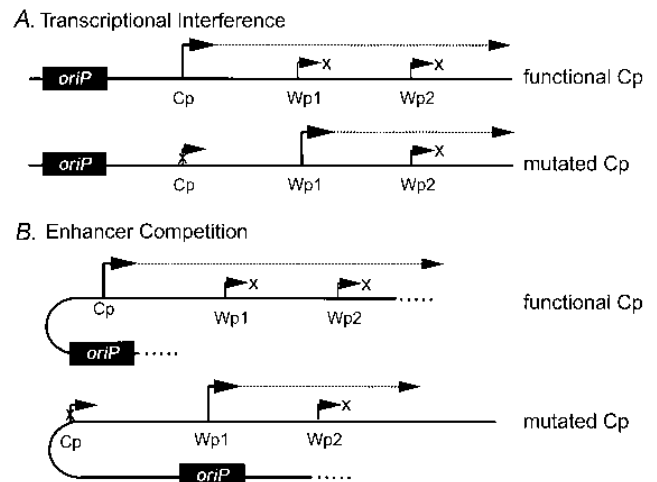 A. Transcriptional Interference
oriP
Cp
Wp1
X
Wp2
X
functional Cp
oriP
X
Cp
Wp1
Wp2
X
mutated Cp
B. Enhancer Competition
Cp
Wp1
X
Wp2
X
functional Cp
oriP
X
Cp
Wp1
Wp2
X
mutated Cp
oriP